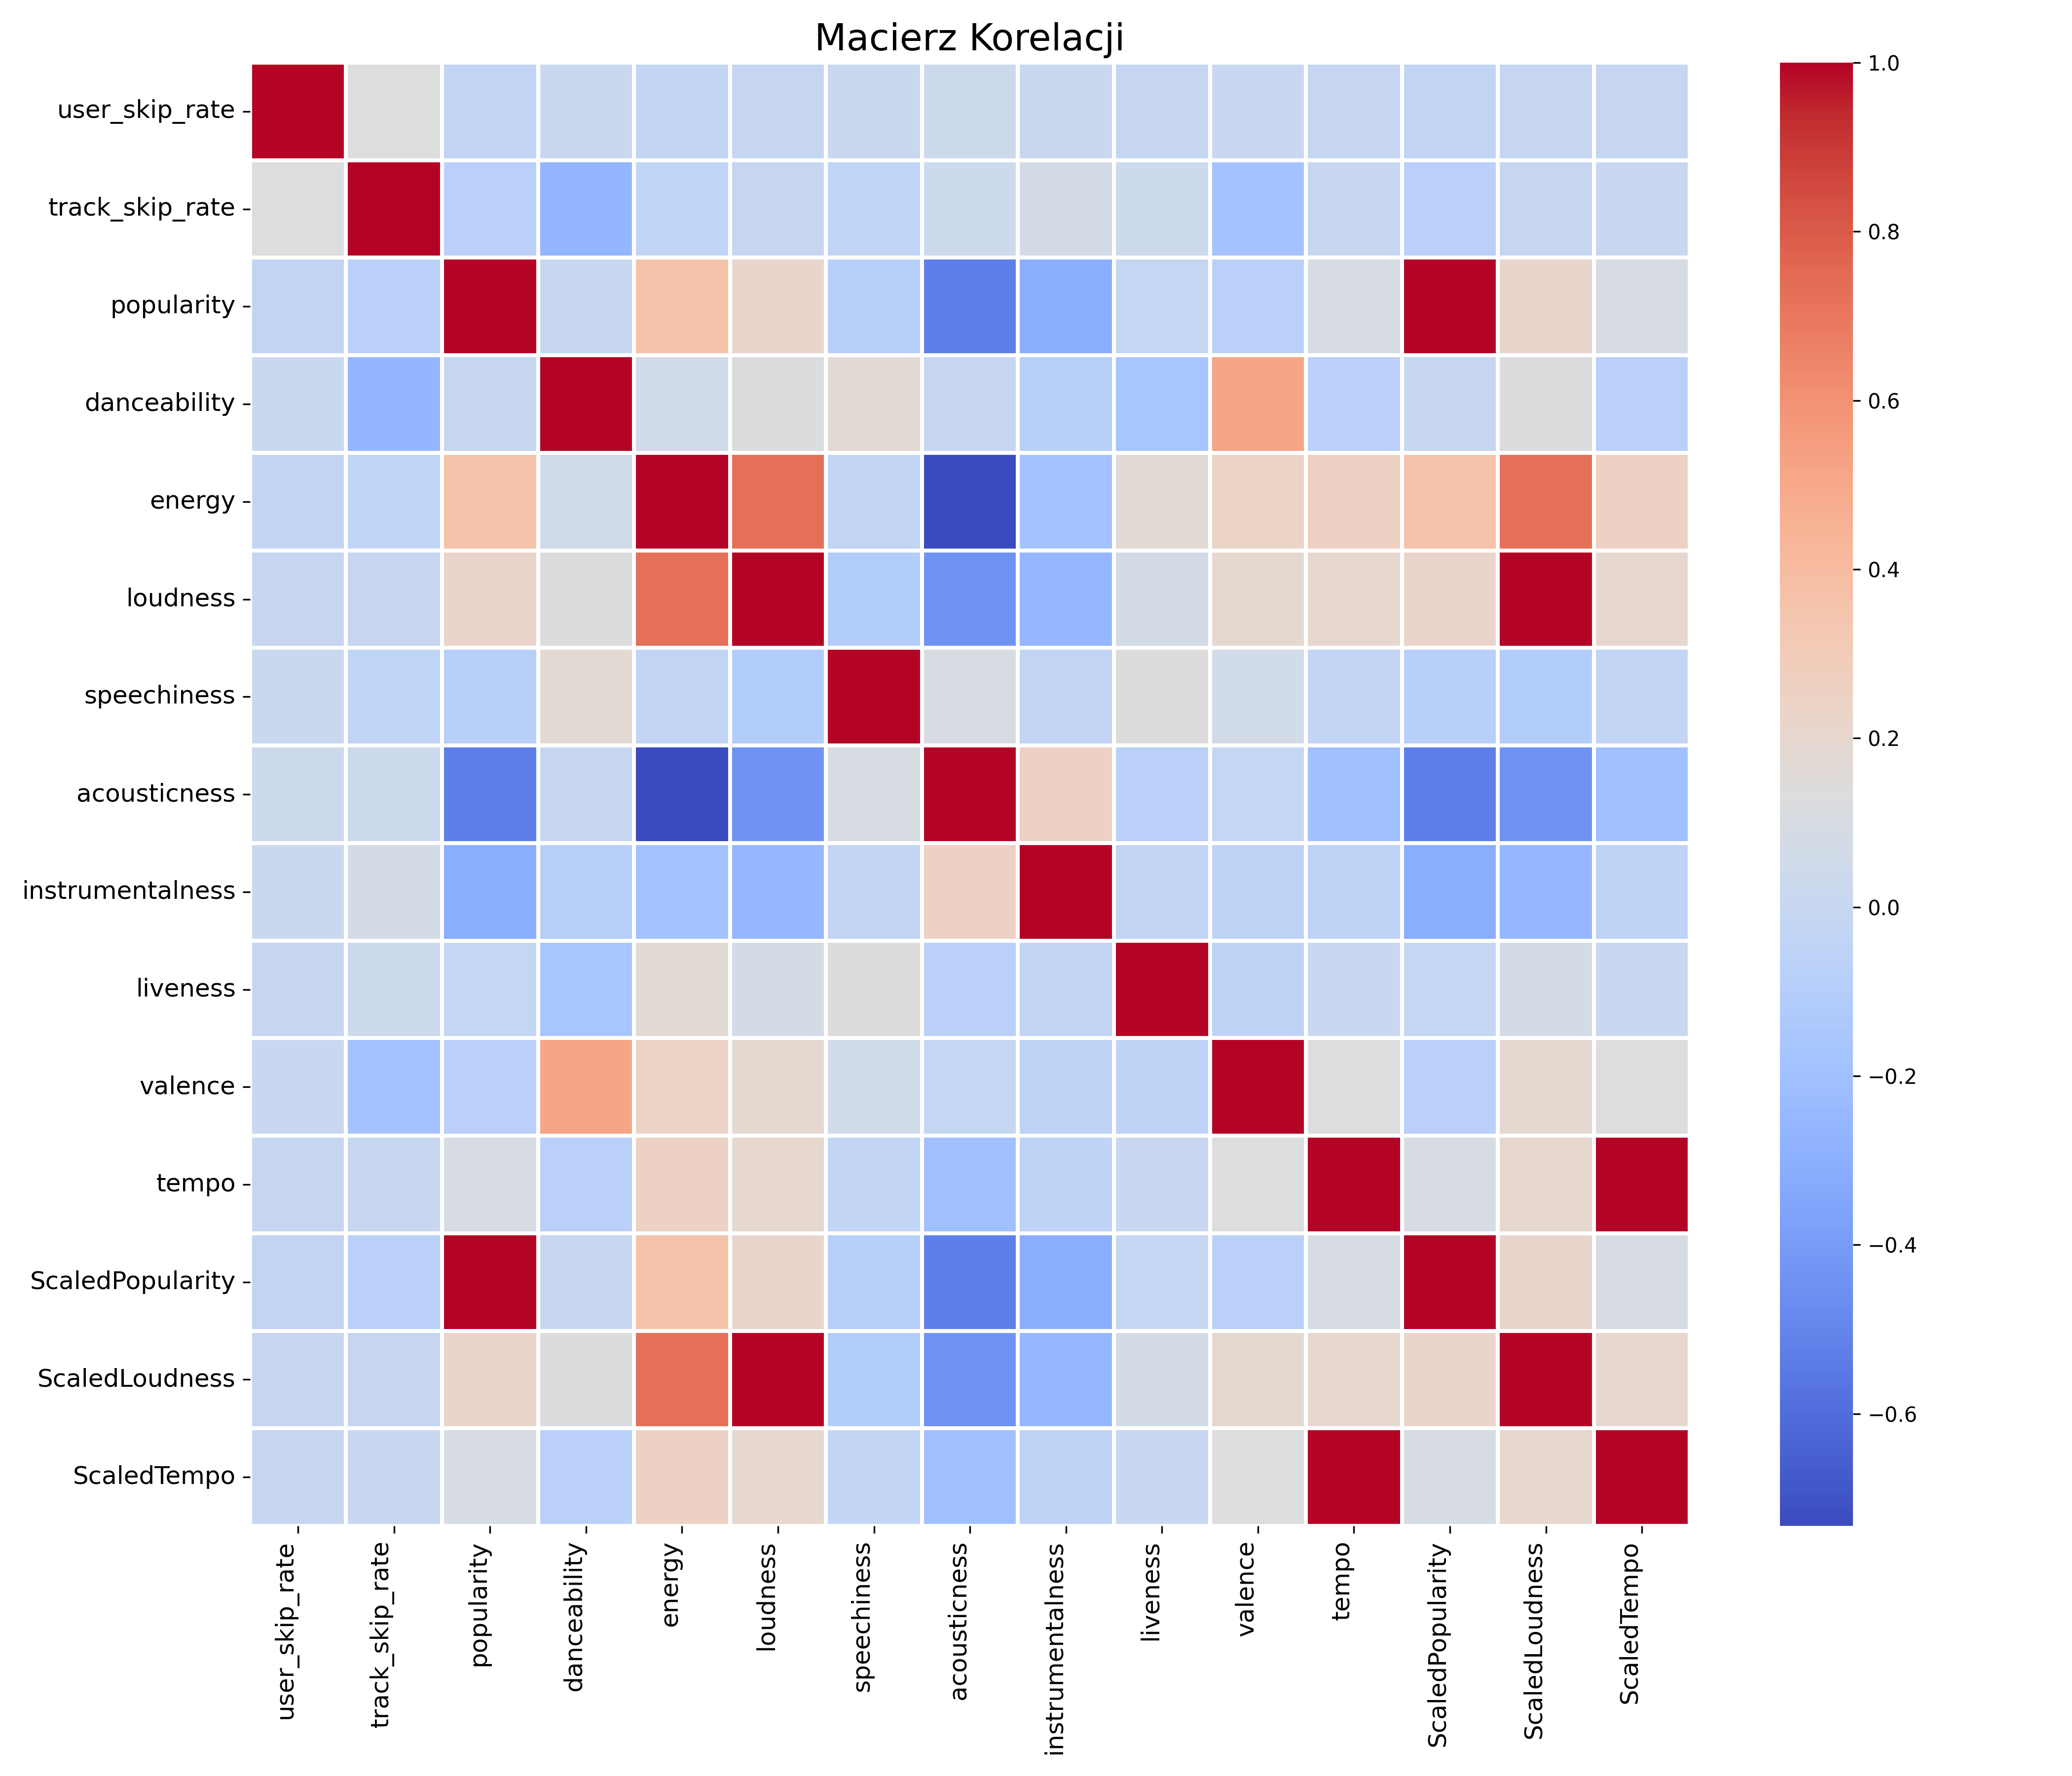 Macierz Korelacji
user_skip_rate
track_skip_rate
popularity
danceability
energy
loudness
speechiness
acousticness
instrumentalness
liveness
valence
tempo
ScaledPopularity
ScaledLoudness
ScaledTempo
user_skip_rate
track_skip_rate
popularity
danceability
energy
loudness
speechiness
acousticness
instrumentalness
liveness
valence
tempo
ScaledPopularity
ScaledLoudness
ScaledTempo
1.0
0.8
0.6
0.4
0.2
0.0
−0.2
−0.4
−0.6